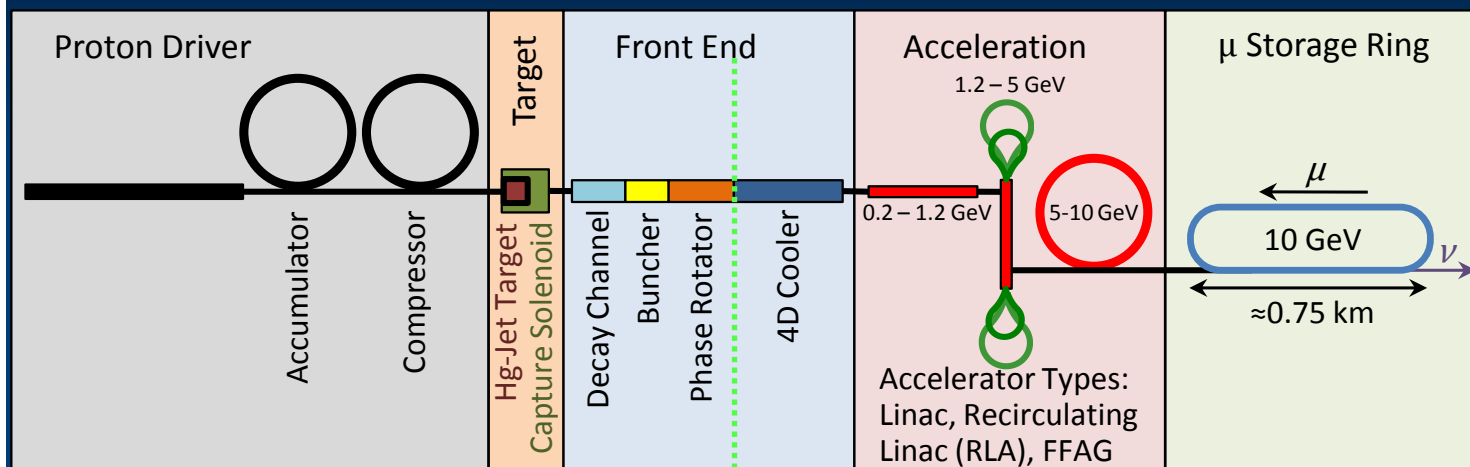 Proton Driver
Accumulator
Compressor
Target
Hg-Jet Target
Capture Solenoid
Front End
Decay Channel
Buncher
Phase Rotator
4D Cooler
Acceleration
1.2 – 5 GeV
0.2 – 1.2 GeV
5-10 GeV
Accelerator Types:
Linac, Recirculating
Linac (RLA), FFAG
μ Storage Ring
μ
10 GeV
ν
≈0.75 km